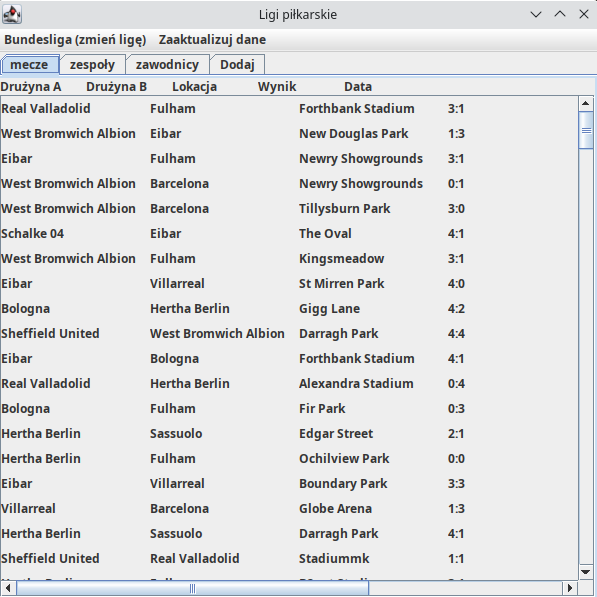 Ligi piłkarskie
Bundesliga (zmień ligę) Zaaktualizuj dane
mecze zespoły zawodnicy Dodaj
Drużyna A Drużyna B Lokacja Wynik Data
Real Valladolid Fulham Forthbank Stadium 3:1
West Bromwich Albion Eibar New Douglas Park 1:3
Eibar Fulham Newry Showgrounds 3:1
West Bromwich Albion Barcelona Newry Showgrounds 0:1
West Bromwich Albion Barcelona Tillysburn Park 3:0
Schalke 04 Eibar The Oval 4:1
West Bromwich Albion Fulham Kingsmeadow 3:1
Eibar Villarreal St Mirren Park 4:0
Bologna Hertha Berlin Gigg Lane 4:2
Sheffield United West Bromwich Albion Darragh Park 4:4
Eibar Bologna Forthbank Stadium 4:1
Real Valladolid Hertha Berlin Alexandra Stadium 0:4
Bologna Fulham Fir Park 0:3
Hertha Berlin Sassuolo Edgar Street 2:1
Hertha Berlin Fulham Ochilview Park 0:0
Eibar Villarreal Boundary Park 3:3
Villarreal Barcelona Globe Arena 1:3
Hertha Berlin Sassuolo Darragh Park 4:1
Sheffield United Real Valladolid Stadiummk 1:1